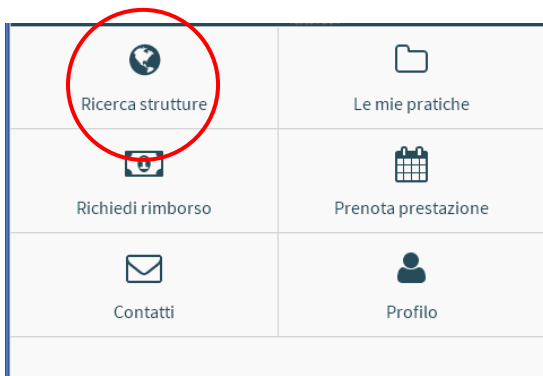 Ricerca strutture
Le mie pratiche
Richiedi rimborso
Prenota prestazione
Contatti
Profilo